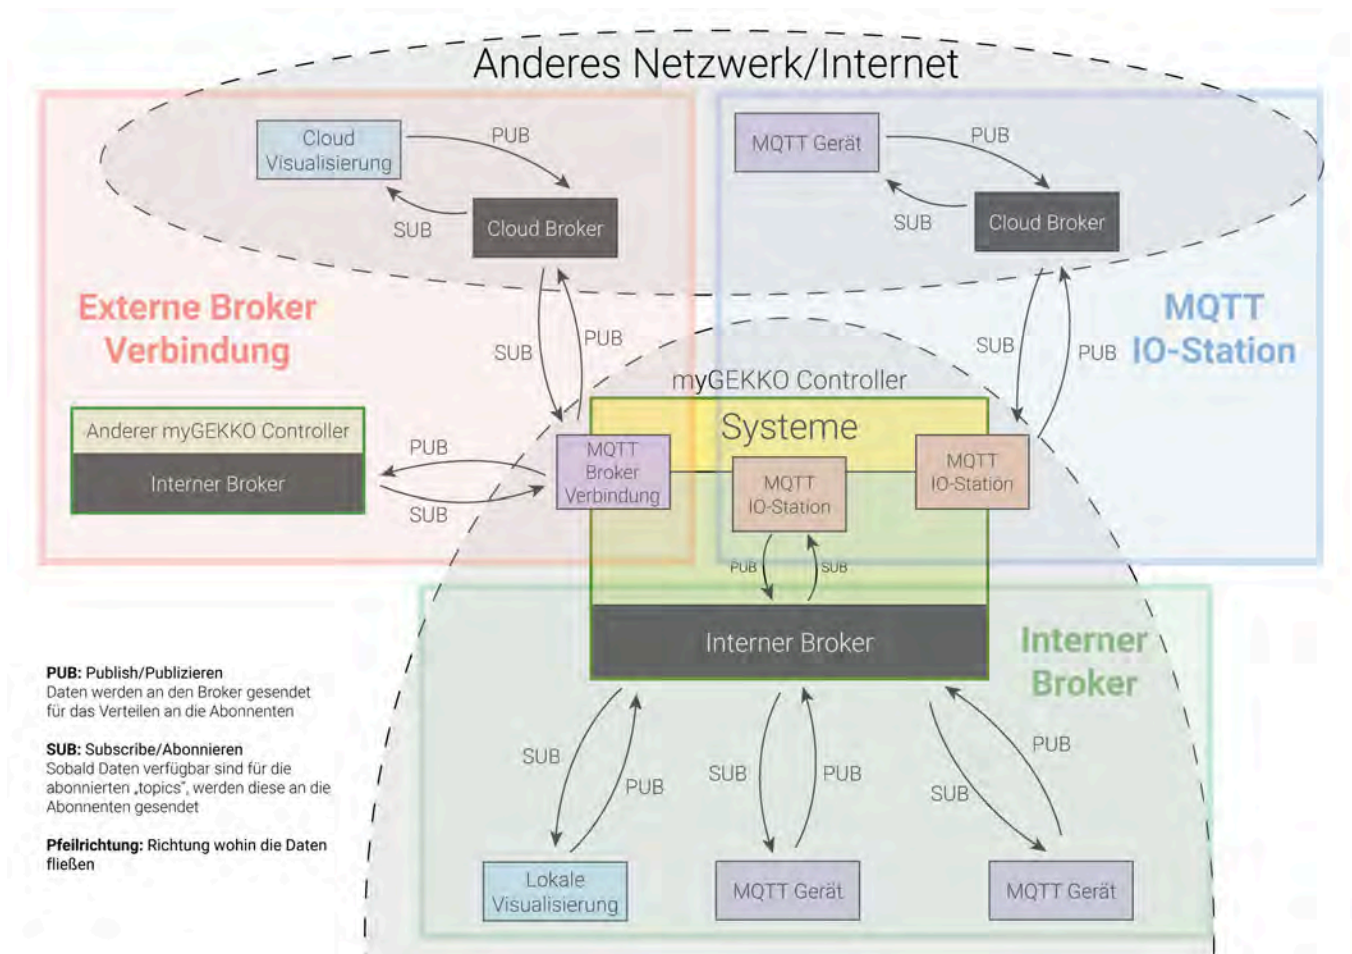 Anderes Netzwerk/Internet
Cloud
Visualisierung
PUB
SUB
Cloud Broker
MQTT Gerät
PUB
SUB
Cloud Broker
Externe Broker
Verbindung
SUB
PUB
MQTT
IO-Station
SUB
PUB
myGEKKO Controller
Systeme
Anderer myGEKKO Controller
Interner Broker
PUB
SUB
MQTT
Broker
Verbindung
MQTT
IO-Station
MQTT
IO-Station
PUB
SUB
Interner Broker
Interner
Broker
PUB: Publish/Publizieren
Daten werden an den Broker gesendet
für das Verteilen an die Abonnenten
SUB: Subscribe/Abonnieren
Sobald Daten verfügbar sind für die
abonnierten „topics“, werden diese an die
Abonnenten gesendet
Pfeilrichtung: Richtung wohin die Daten
fließen
SUB
PUB
SUB
PUB
SUB
PUB
Lokale
Visualisierung
MQTT Gerät
MQTT Gerät